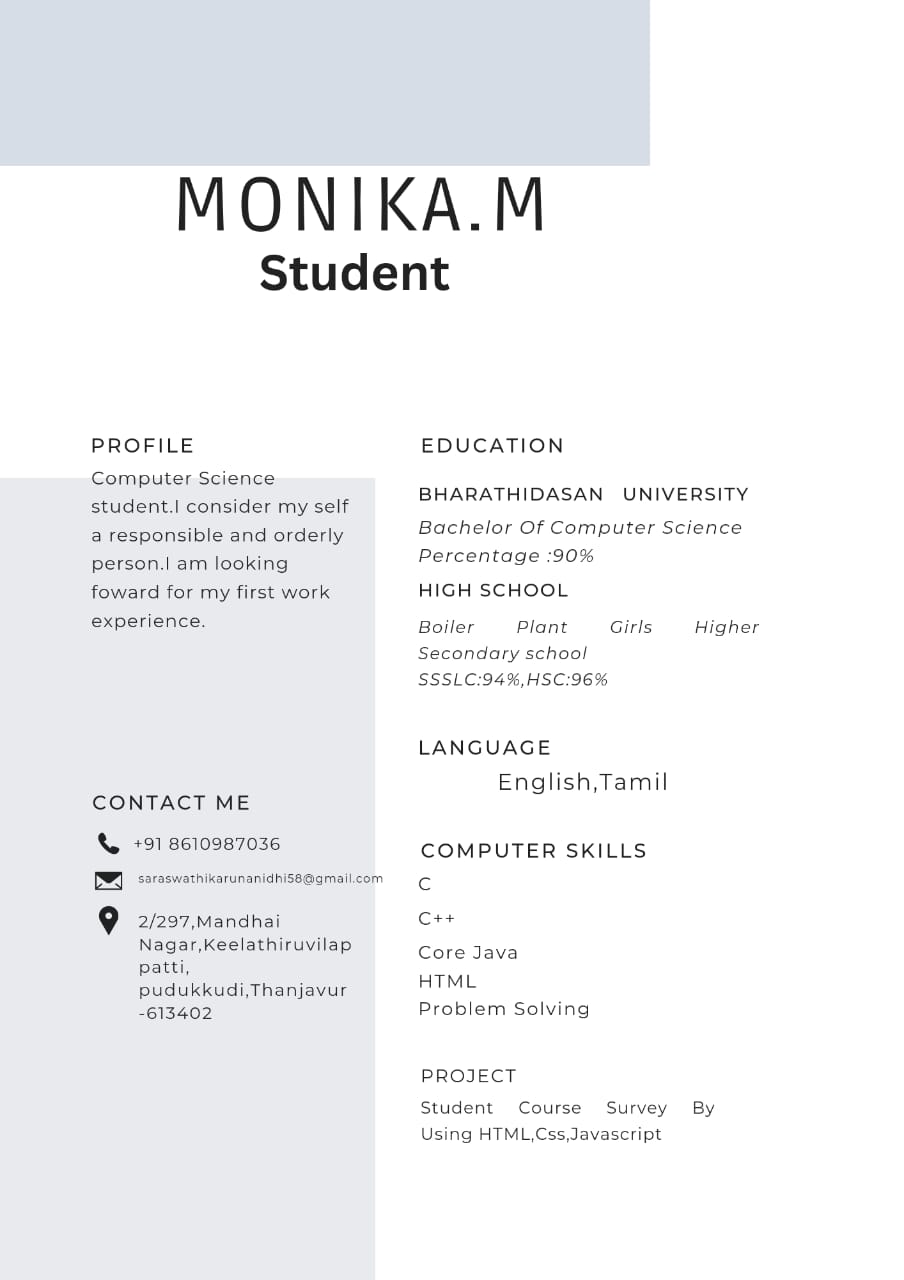 MONIKA.M
Student
PROFILE
Computer Science
student.I consider my self
a responsible and orderly
person.I am looking
foward for my first work
experience.
CONTACT ME
+91 8610987036
saraswathikarunanidhi58@gmail.com
2/297,Mandhai
Nagar,Keelathiruvilap
patti,
pudukkudi,Thanjavur
-613402
EDUCATION
BHARATHIDASAN UNIVERSITY
Bachelor Of Computer Science
Percentage :90%
HIGH SCHOOL
Boiler Plant Girls Higher
Secondary school
SSSLC:94%,HSC:96%
LANGUAGE
English,Tamil
COMPUTER SKILLS
C
C++
Core Java
HTML
Problem Solving
PROJECT
Student Course Survey By
Using HTML,Css,Javascript